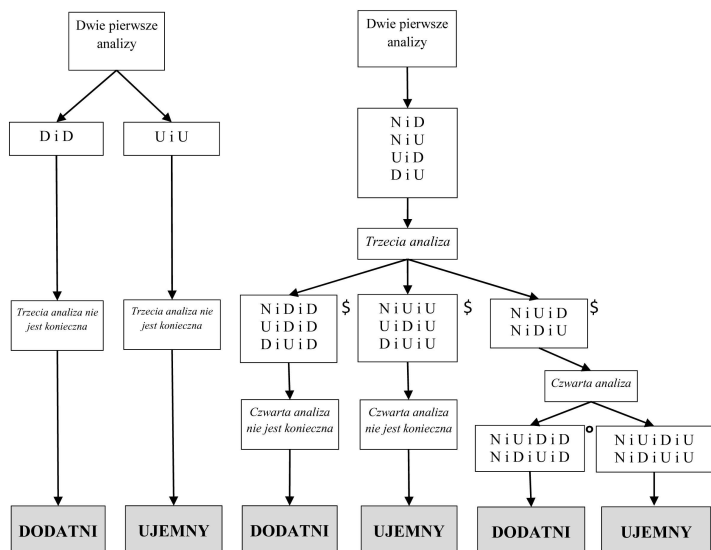 Dwie pierwsze
analizy
D i D
U i U
Trzecia analiza nie
jest konieczna
Trzecia analiza nie
jest konieczna
DODATNI
UJEMNY
Dwie pierwsze
analizy
N i D
N i U
U i D
D i U
Trzecia analiza
N i D i D
U i D i D
D i U i D
$
N i U i U
U i D i U
D i U i U
$
N i U i D
N i D i U
$
Czwarta analiza
nie jest konieczna
Czwarta analiza
nie jest konieczna
Czwarta analiza
N i U i D i D
N i D i U i D
°
N i U i D i U
N i D i U i U
DODATNI
UJEMNY
DODATNI
UJEMNY